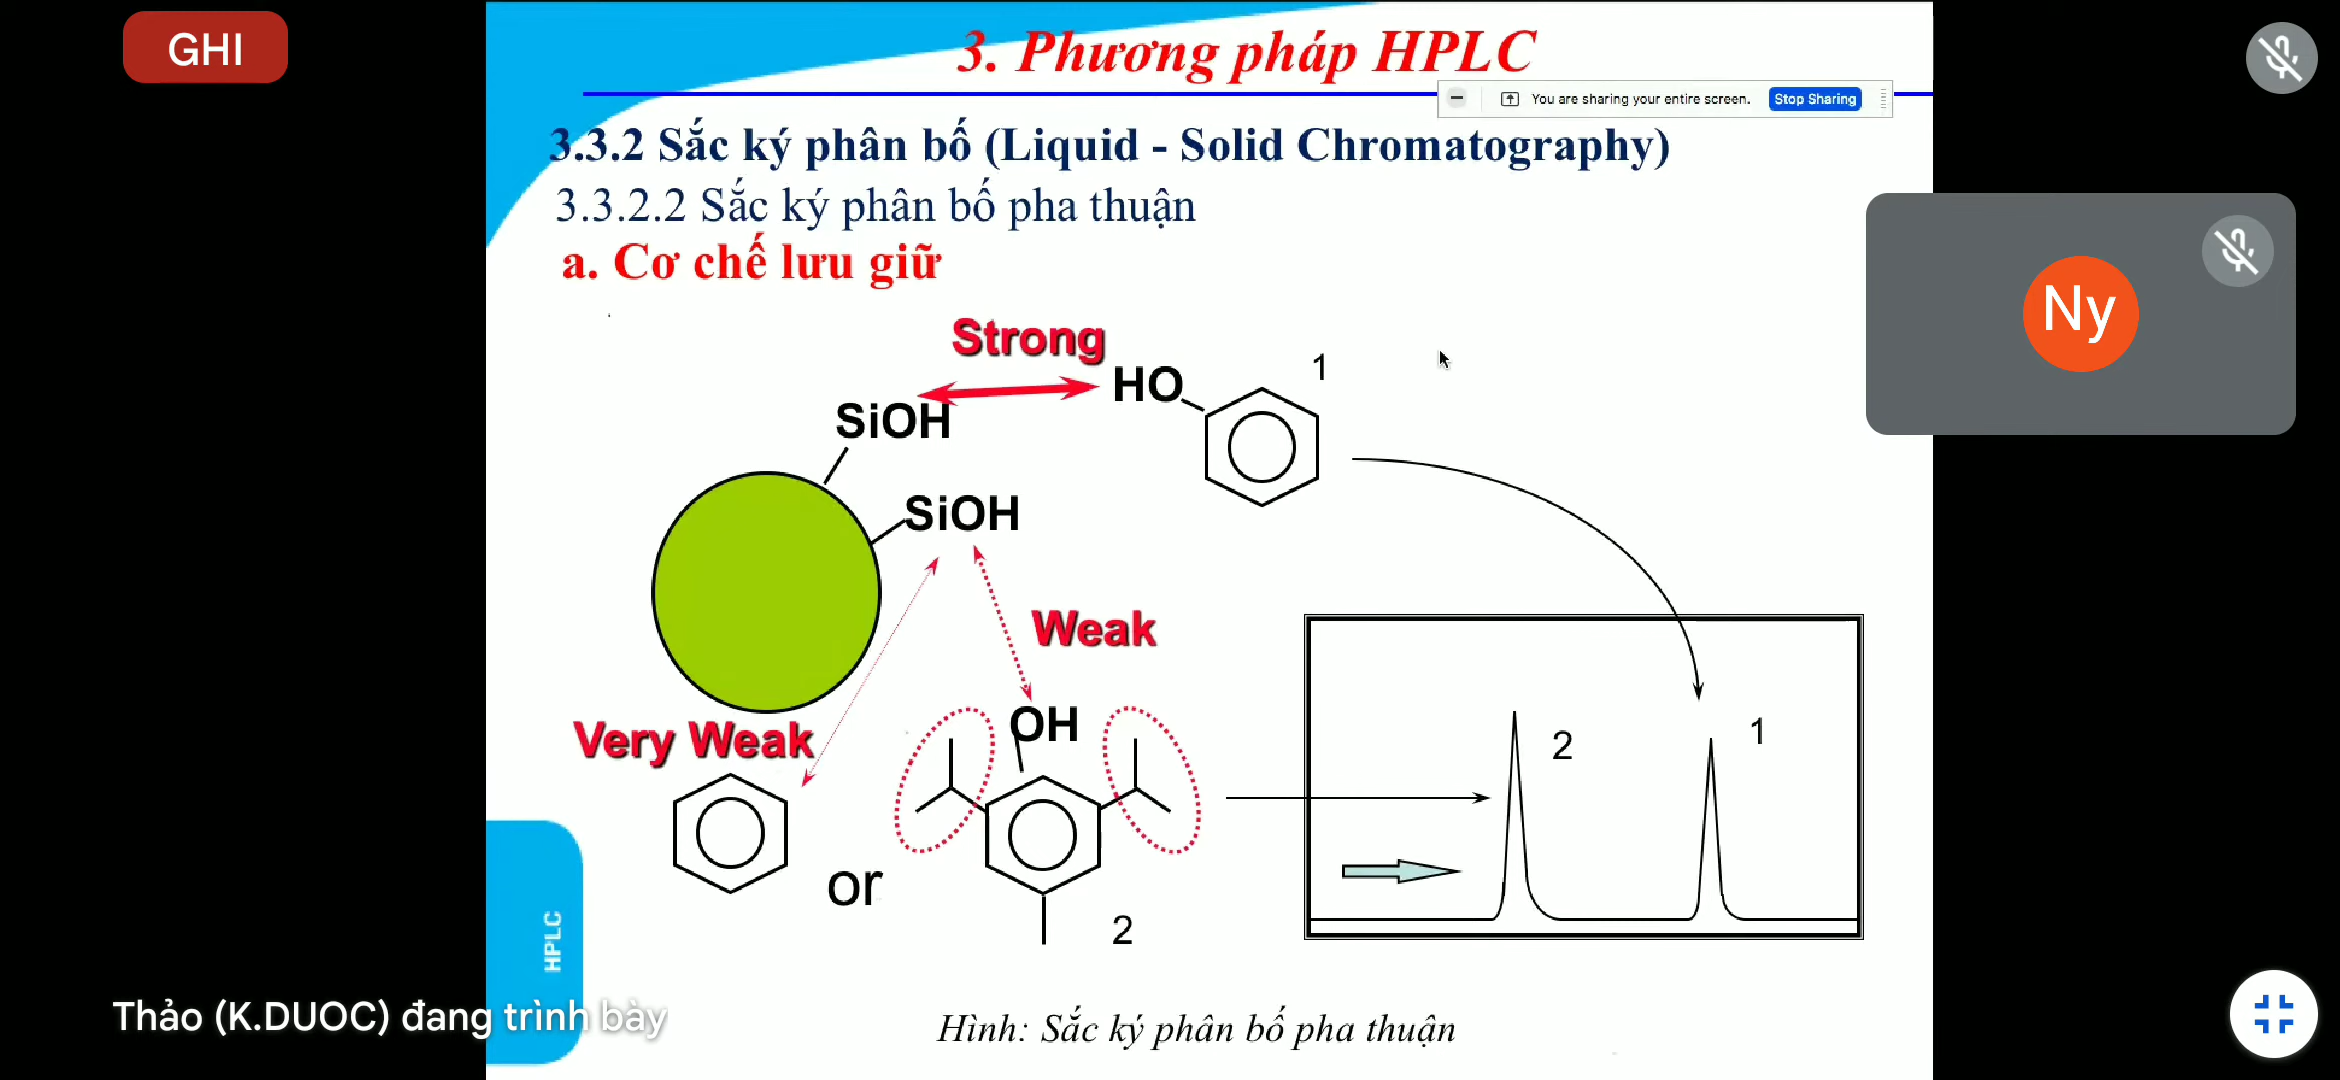 GHI
3. Phương pháp HPLC
You are sharing your entire screen. Stop Sharing
3.3.2 Sắc ký phân bố (Liquid - Solid Chromatography)
3.3.2.2 Sắc ký phân bố pha thuận
a. Cơ chế lưu giữ
Ny
Strong
HO
1
SiOH
SiOH
Weak
Very Weak
OH
or
2
2
1
HPLC
Thảo (K.DUOC) đang trình bày
Hình: Sắc ký phân bố pha thuận